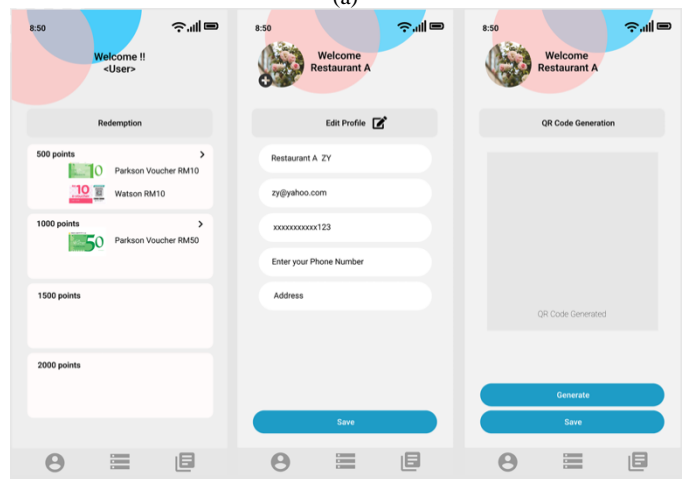 (a)
8:50
Welcome !!
<User>
Redemption
500 points
Parkson Voucher RM10
10
Watson RM10
1000 points
50
Parkson Voucher RM50
1500 points
2000 points
8:50
Welcome
Restaurant A
Edit Profile
Restaurant A ZY
zy@yahoo.com
xxxxxxxxxxx123
Enter your Phone Number
Address
Save
8:50
Welcome
Restaurant A
QR Code Generation
QR Code Generated
Generate
Save